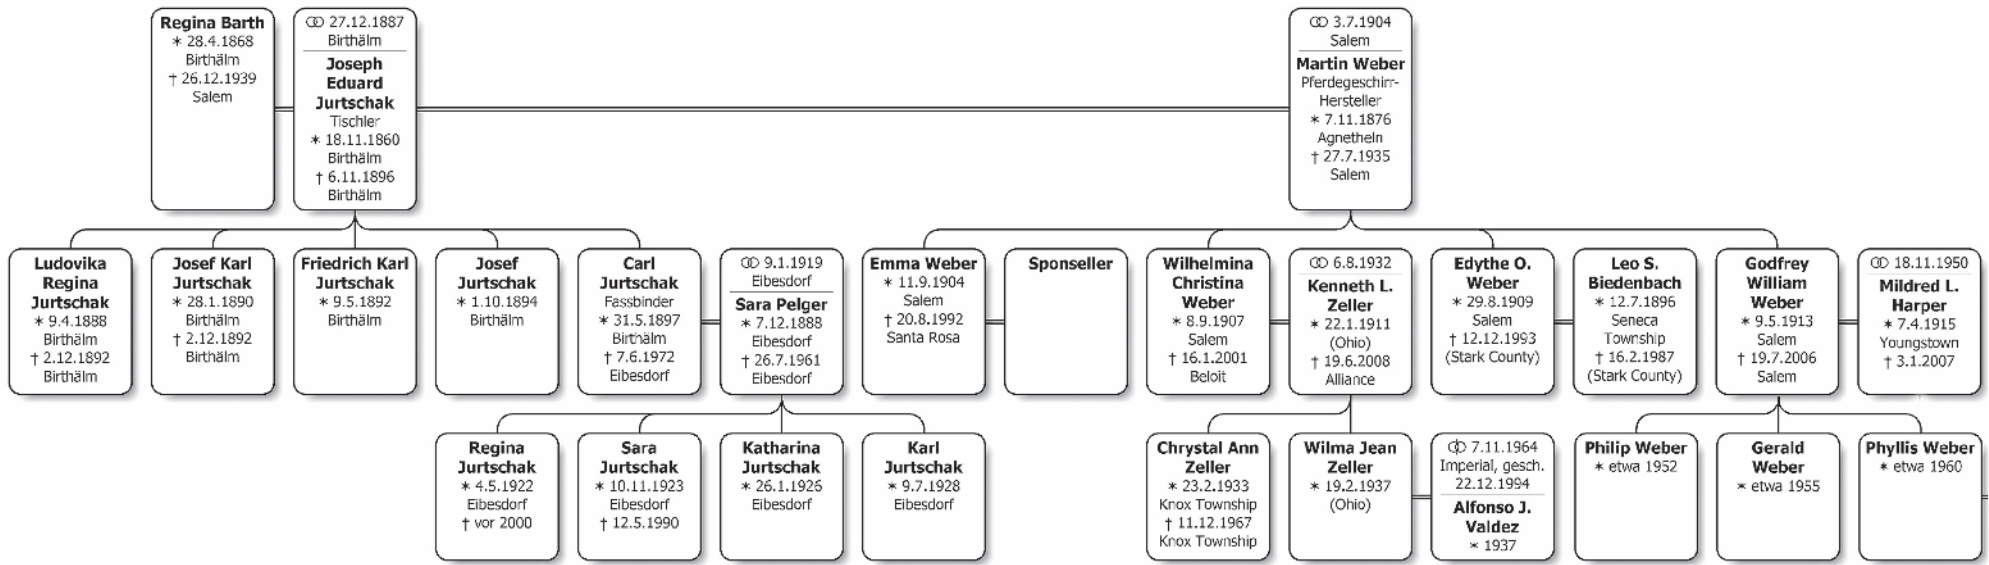 Regina Barth
* 28.4.1868
Birthälm
† 26.12.1939
Salem
⚭ 27.12.1887
Birthälm
Joseph
Eduard
Jurtschak
Tischler
* 18.11.1860
Birthälm
† 6.11.1896
Birthälm
⚭ 3.7.1904
Salem
Martin Weber
Pferdegeschirr-
Hersteller
* 7.11.1876
Agnetheln
† 27.7.1935
Salem
Ludovika
Regina
Jurtschak
* 9.4.1888
Birthälm
† 2.12.1892
Birthälm
Josef Karl
Jurtschak
* 28.1.1890
Birthälm
† 2.12.1892
Birthälm
Friedrich Karl
Jurtschak
* 9.5.1892
Birthälm
Josef
Jurtschak
* 1.10.1894
Birthälm
Carl
Jurtschak
Fassbinder
* 31.5.1897
Birthälm
† 7.6.1972
Eibesdorf
⚭ 9.1.1919
Eibesdorf
Sara Pelger
* 7.12.1888
Eibesdorf
† 26.7.1961
Eibesdorf
Emma Weber
* 11.9.1904
Salem
† 20.8.1992
Santa Rosa
Sponseller
Wilhelmina
Christina
Weber
* 8.9.1907
Salem
† 16.1.2001
Beloit
⚭ 6.8.1932
Kenneth L.
Zeller
* 22.1.1911
(Ohio)
† 19.6.2008
Alliance
Edythe O.
Weber
* 29.8.1909
Salem
† 12.12.1993
(Stark County)
Leo S.
Biedenbach
* 12.7.1896
Seneca
Township
† 16.2.1987
(Stark County)
Godfrey
William
Weber
* 9.5.1913
Salem
† 19.7.2006
Salem
⚭ 18.11.1950
Mildred L.
Harper
* 7.4.1915
Youngstown
† 3.1.2007
Regina
Jurtschak
* 4.5.1922
Eibesdorf
† vor 2000
Sara
Jurtschak
* 10.11.1923
Eibesdorf
† 12.5.1990
Katharina
Jurtschak
* 26.1.1926
Eibesdorf
Karl
Jurtschak
* 9.7.1928
Eibesdorf
Chrystal Ann
Zeller
* 23.2.1933
Knox Township
† 11.12.1967
Knox Township
Wilma Jean
Zeller
* 19.2.1937
(Ohio)
⚮ 7.11.1964
Imperial, gesch.
22.12.1994
Alfonso J.
Valdez
* 1937
Philip Weber
* etwa 1952
Gerald
Weber
* etwa 1955
Phyllis Weber
* etwa 1960